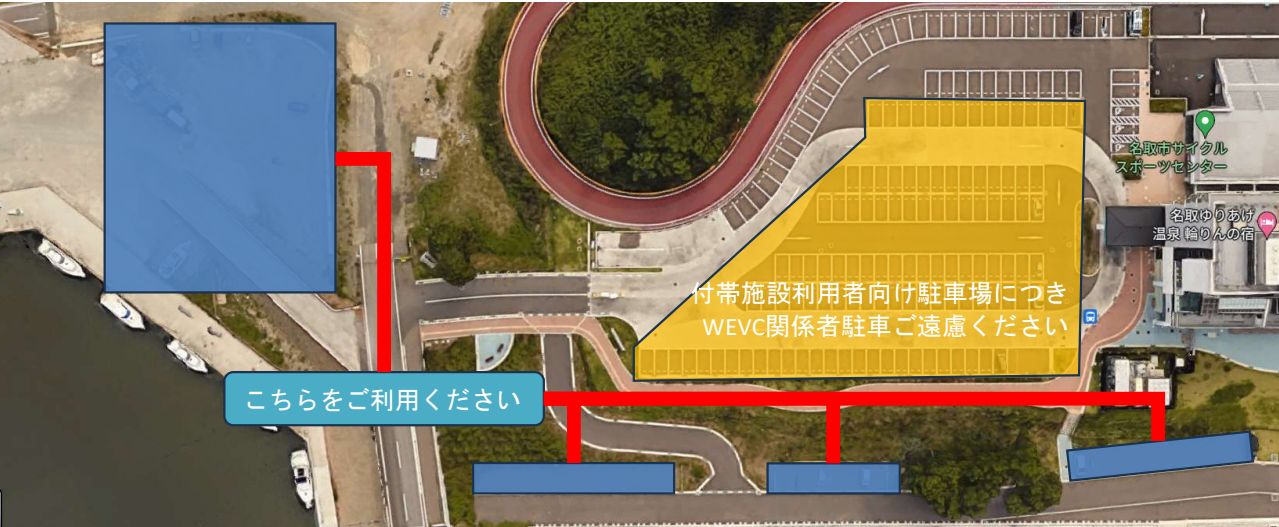 名取市サイクル
スポーツセンター
名取ゆりあげ
温泉 輪りんの宿
付帯施設利用者向け駐車場につき
WEVC関係者駐車ご遠慮ください
こちらをご利用ください